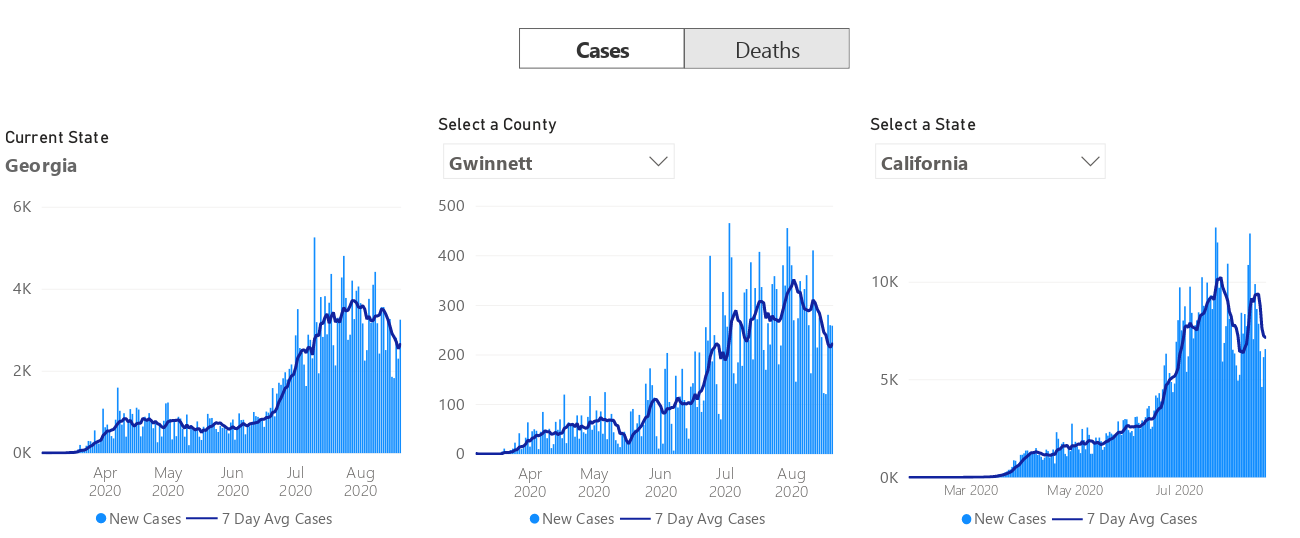 Cases Deaths
Current State
Georgia
6K
4K
2K
0K
Apr 2020 May 2020 Jun 2020 Jul 2020 Aug 2020
New Cases 7 Day Avg Cases
Select a County
Gwinnett
500
400
300
200
100
0
Apr 2020 May 2020 Jun 2020 Jul 2020 Aug 2020
New Cases 7 Day Avg Cases
Select a State
California
10K
5K
0K
Mar 2020 May 2020 Jul 2020
New Cases 7 Day Avg Cases